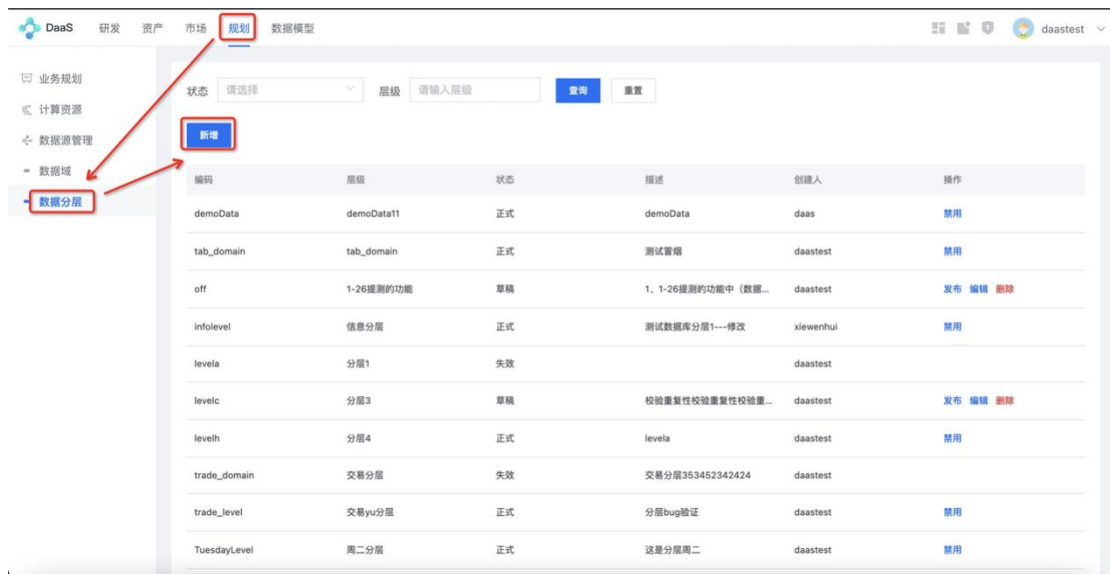 DaaS 研发 资产 市场 规划 数据模型 daastest
业务规划
计算资源
数据源管理
数据域
数据分层
状态 请选择 层级 请输入层级 查询 重置
新增
编码 层级 状态 描述 创建人 操作
demoData demoData11 正式 demoData daas 禁用
tab_domain tab_domain 正式 测试冒烟 daastest 禁用
off 1-26提测的功能 草稿 1、1-26提测的功能中（数据... daastest 发布 编辑 删除
infolevel 信息分层 正式 测试数据库分层1---修改 xiewenhui 禁用
levela 分层1 失效 daastest
levelc 分层3 草稿 校验重复性校验重复性校验重... daastest 发布 编辑 删除
levelh 分层4 正式 levela daastest 禁用
trade_domain 交易分层 失效 交易分层353452342424 daastest
trade_level 交易yu分层 正式 分层bug验证 daastest 禁用
TuesdayLevel 周二分层 正式 这是分层周二 daastest 禁用